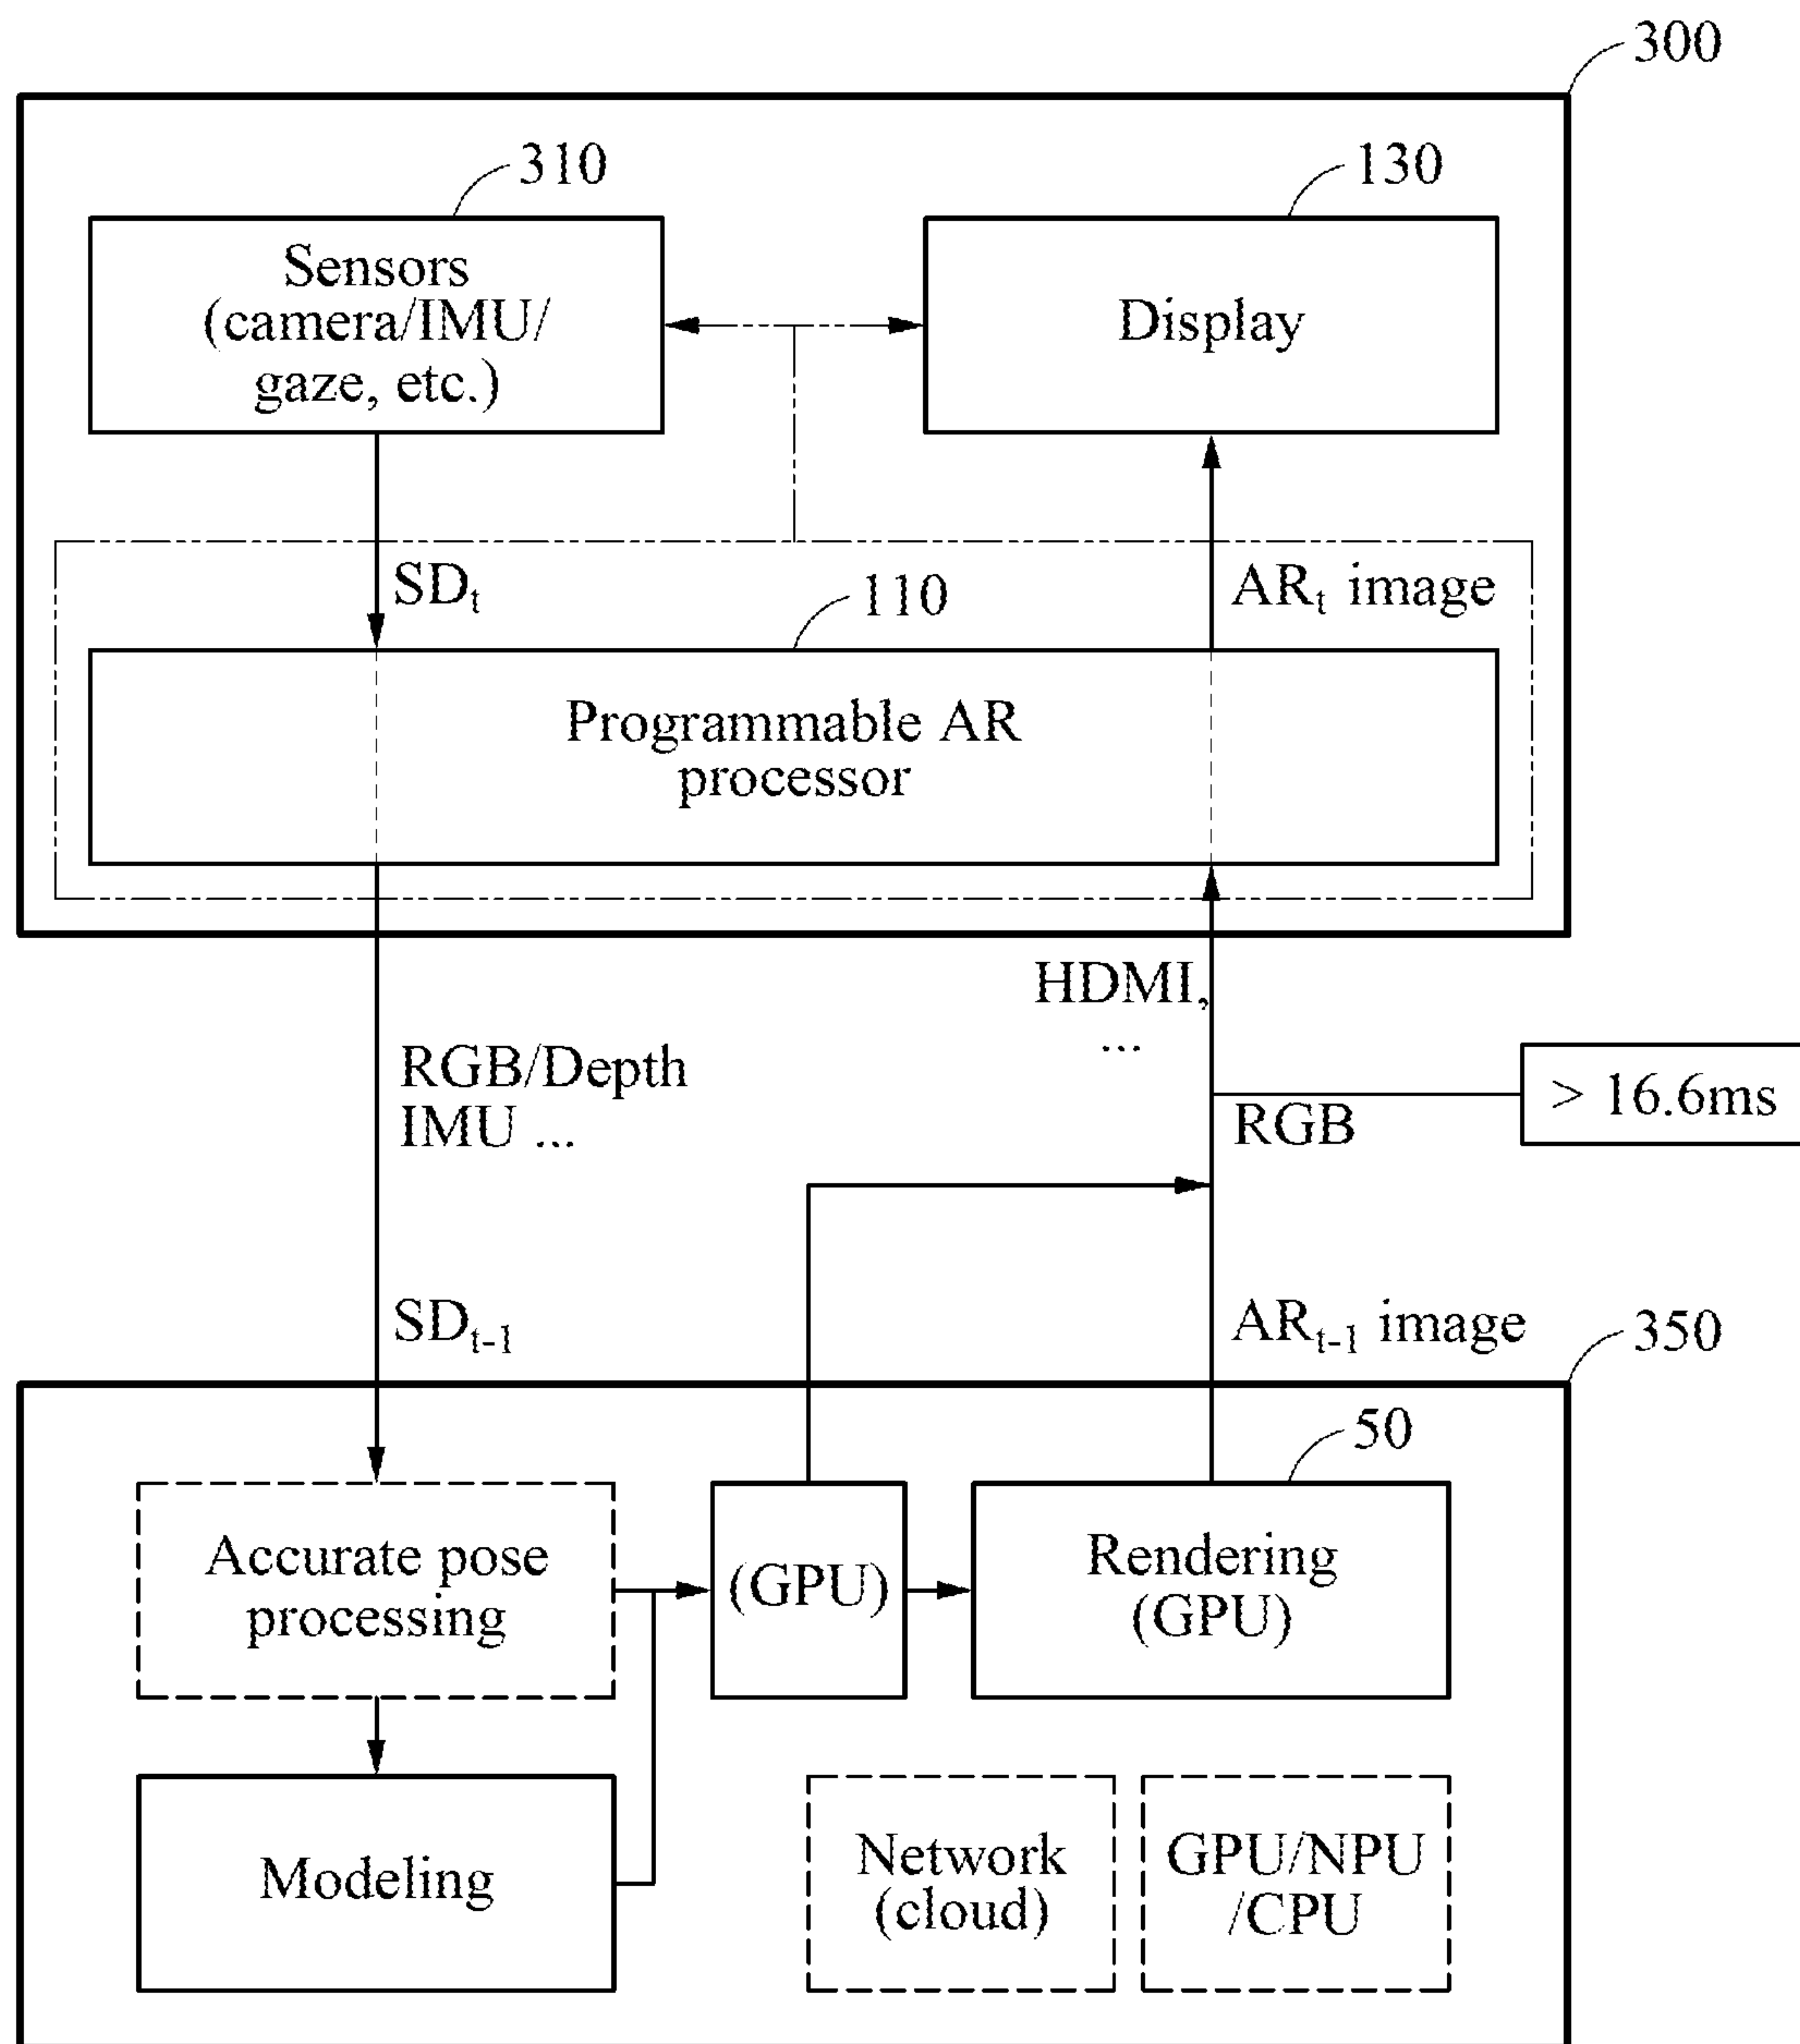 300
310
130
Sensors
(camera/IMU/
gaze, etc.)
Display
SDt
110
ARt image
Programmable AR
processor
HDMI,
...
RGB/Depth
IMU ...
> 16.6ms
RGB
SDt-1
ARt-1 image
350
50
Accurate pose
processing
(GPU)
Rendering
(GPU)
Modeling
Network
(cloud)
GPU/NPU
/CPU